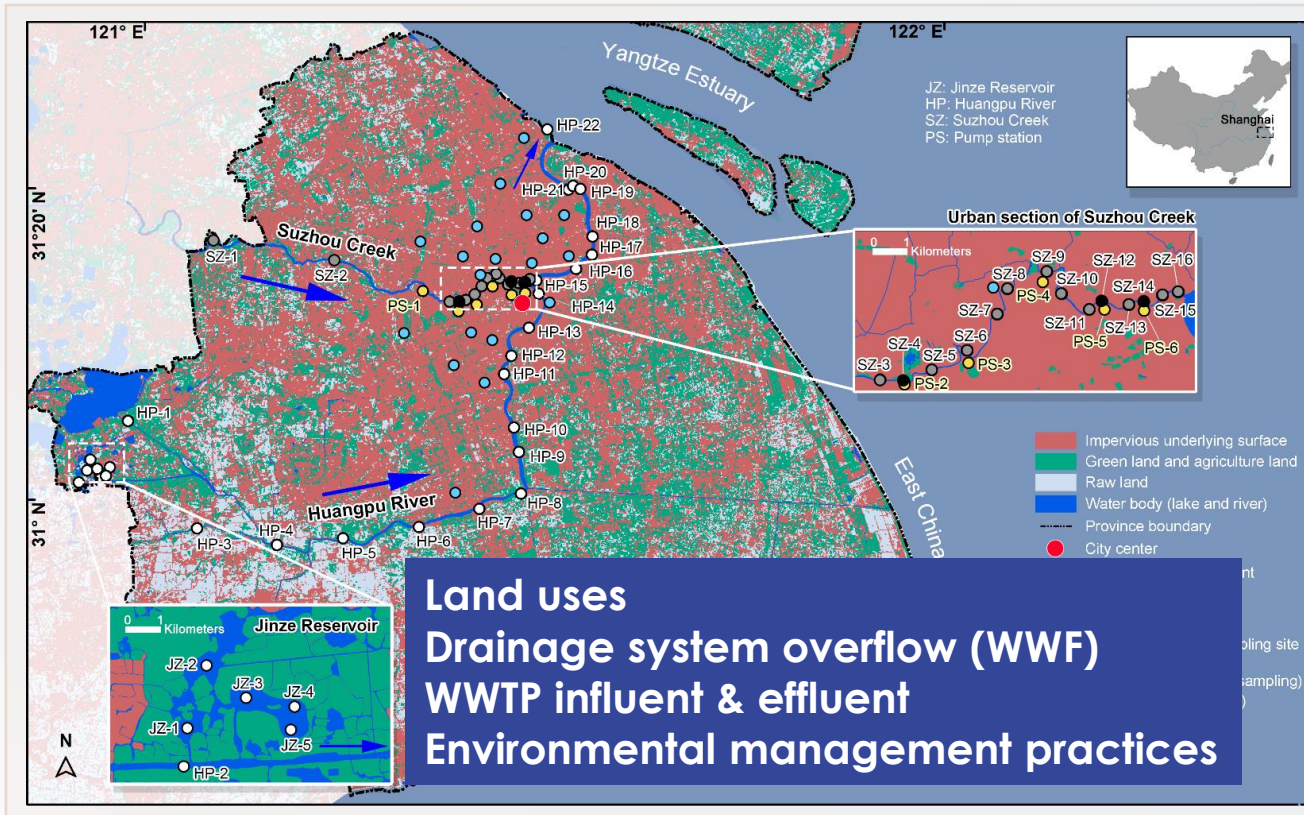 121° E
122° E
Yangtze Estuary
JZ: Jinze Reservoir
HP: Huangpu River
SZ: Suzhou Creek
PS: Pump station
Shanghai
31°20' N
31° N
HP-22
HP-20
HP-21
HP-19
HP-18
HP-17
HP-16
HP-15
HP-14
HP-13
HP-12
HP-11
HP-10
HP-9
HP-8
HP-7
HP-6
HP-5
HP-4
HP-3
HP-1
Suzhou Creek
SZ-1
SZ-2
PS-1
Huangpu River
East China
Urban section of Suzhou Creek
0 1
Kilometers
SZ-3
SZ-4
SZ-5
SZ-6
SZ-7
SZ-8
SZ-9
SZ-10
SZ-11
SZ-12
SZ-13
SZ-14
SZ-15
SZ-16
PS-2
PS-3
PS-4
PS-5
PS-6
Impervious underlying surface
Green land and agriculture land
Raw land
Water body (lake and river)
Province boundary
City center
Jinze Reservoir
0 1
Kilometers
JZ-2
JZ-3
JZ-4
JZ-1
JZ-5
HP-2
N
Land uses
Drainage system overflow (WWF)
WWTP influent & effluent
Environmental management practices
site
sampling)